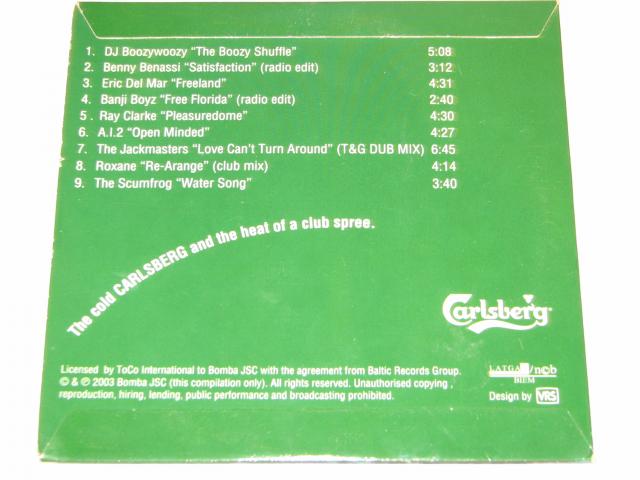 1. DJ Boozywoozy “The Boozy Shuffle” 5:08
2. Benny Benassi “Satisfaction” (radio edit) 3:12
3. Eric Del Mar “Freeland” 4:31
4. Banji Boyz “Free Florida” (radio edit) 2:40
5. Ray Clarke “Pleasuredome” 4:30
6. A.I.2 “Open Minded” 4:27
7. The Jackmasters “Love Can't Turn Around” (T&G DUB MIX) 6:45
8. Roxane “Re-Arange” (club mix) 4:14
9. The Scumfrog “Water Song” 3:40
The cold CARLSBERG and the heat of a club spree.
Carlsberg
Licensed by ToCo International to Bomba JSC with the agreement from Baltic Records Group.
© & ℗ 2003 Bomba JSC (this compilation only). All rights reserved. Unauthorised copying,
reproduction, hiring, lending, public performance and broadcasting prohibited.
LATGA /ncb
BIEM
Design by VRS